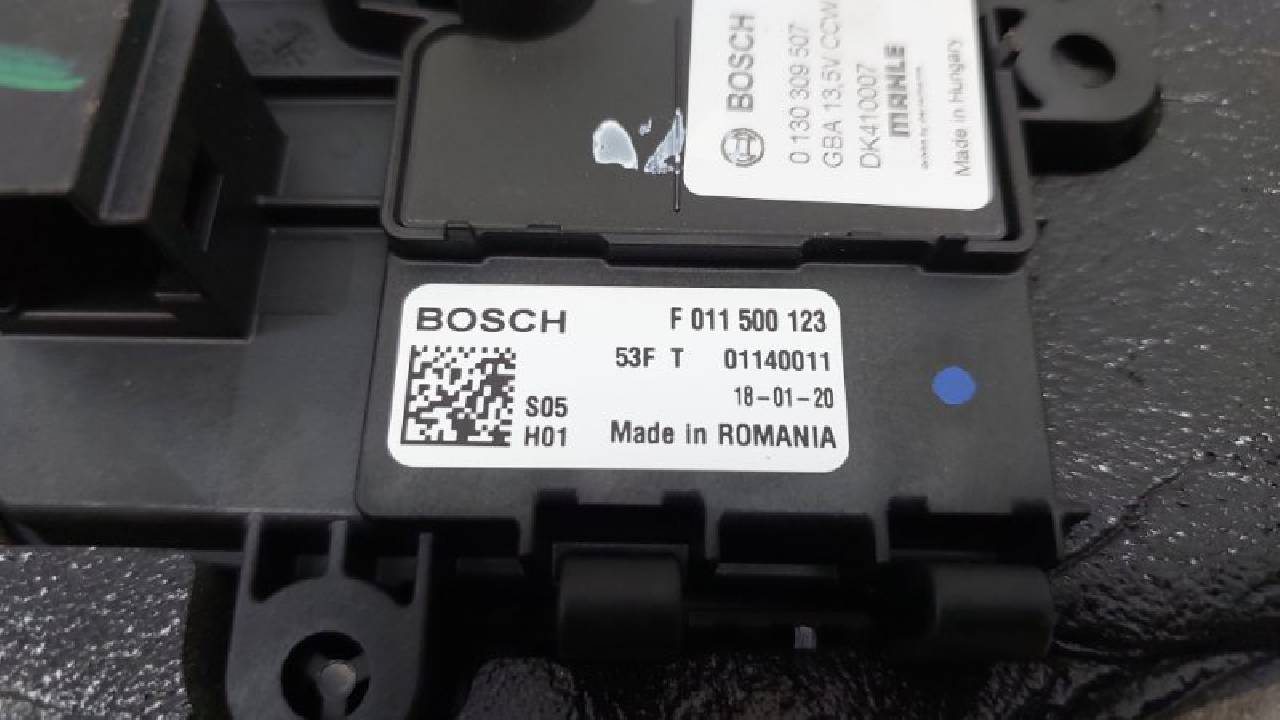 BOSCH
0 130 309 507
GBA 13,5V CCW
DK410007
MAHLE
Made in Hungary
BOSCH F 011 500 123
53F T 01140011
18-01-20
S05
H01 Made in ROMANIA